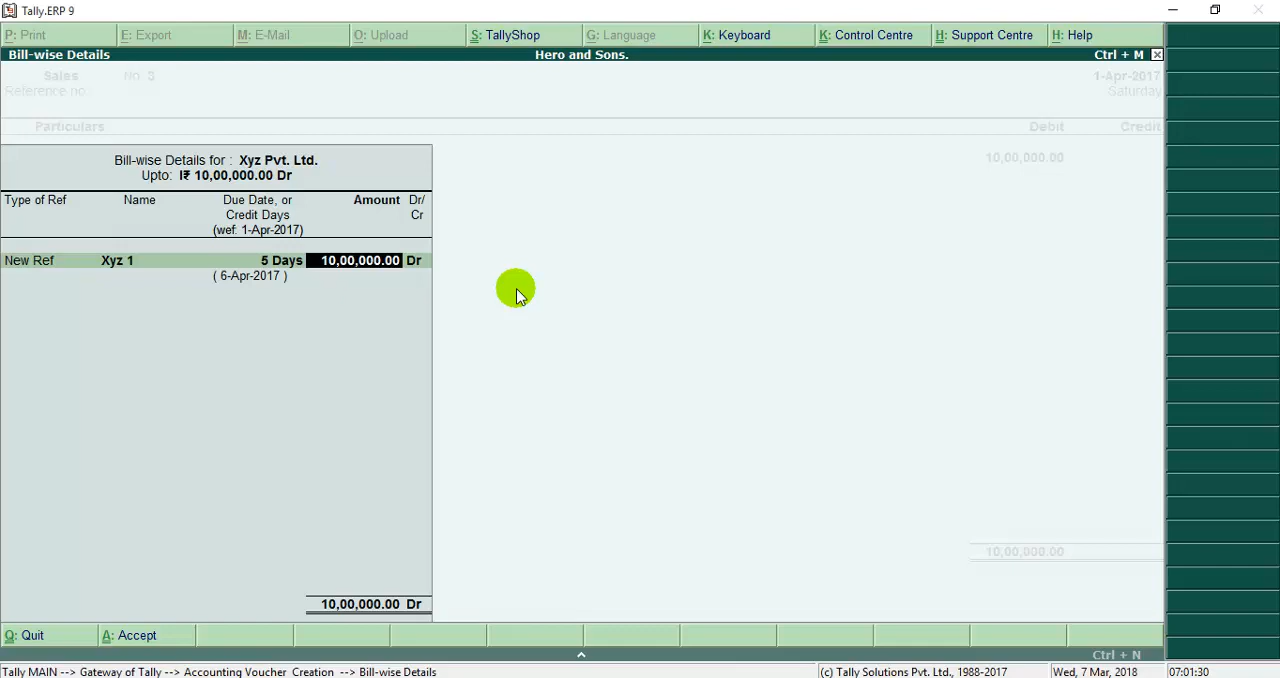 Tally.ERP 9
P: Print E: Export M: E-Mail O: Upload S: TallyShop G: Language K: Keyboard K: Control Centre H: Support Centre H: Help
Bill-wise Details Hero and Sons. Ctrl + M
Sales No. 3 1-Apr-2017
Reference no. Saturday
Particulars Debit Credit
10,00,000.00
Bill-wise Details for : Xyz Pvt. Ltd.
Upto: I₹ 10,00,000.00 Dr
Type of Ref Name Due Date, or Amount Dr/
Credit Days Cr
(wef: 1-Apr-2017)
New Ref Xyz 1 5 Days 10,00,000.00 Dr
( 6-Apr-2017 )
10,00,000.00
10,00,000.00 Dr
Q: Quit A: Accept
Ctrl + N
Tally MAIN --> Gateway of Tally --> Accounting Voucher Creation --> Bill-wise Details (c) Tally Solutions Pvt. Ltd., 1988-2017 Wed, 7 Mar, 2018 07:01:30